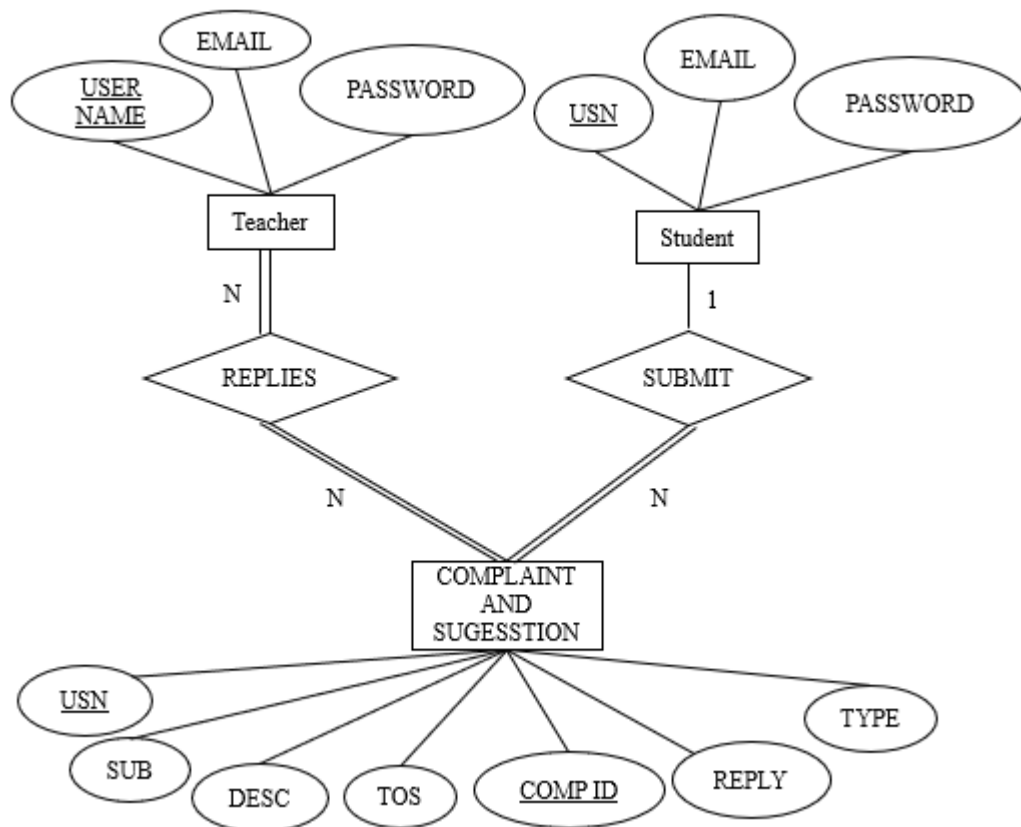 EMAIL
USER
NAME
PASSWORD
EMAIL
USN
PASSWORD
Teacher
Student
N
1
REPLIES
SUBMIT
N
N
COMPLAINT
AND
SUGESSTION
USN
SUB
DESC
TOS
COMP ID
REPLY
TYPE